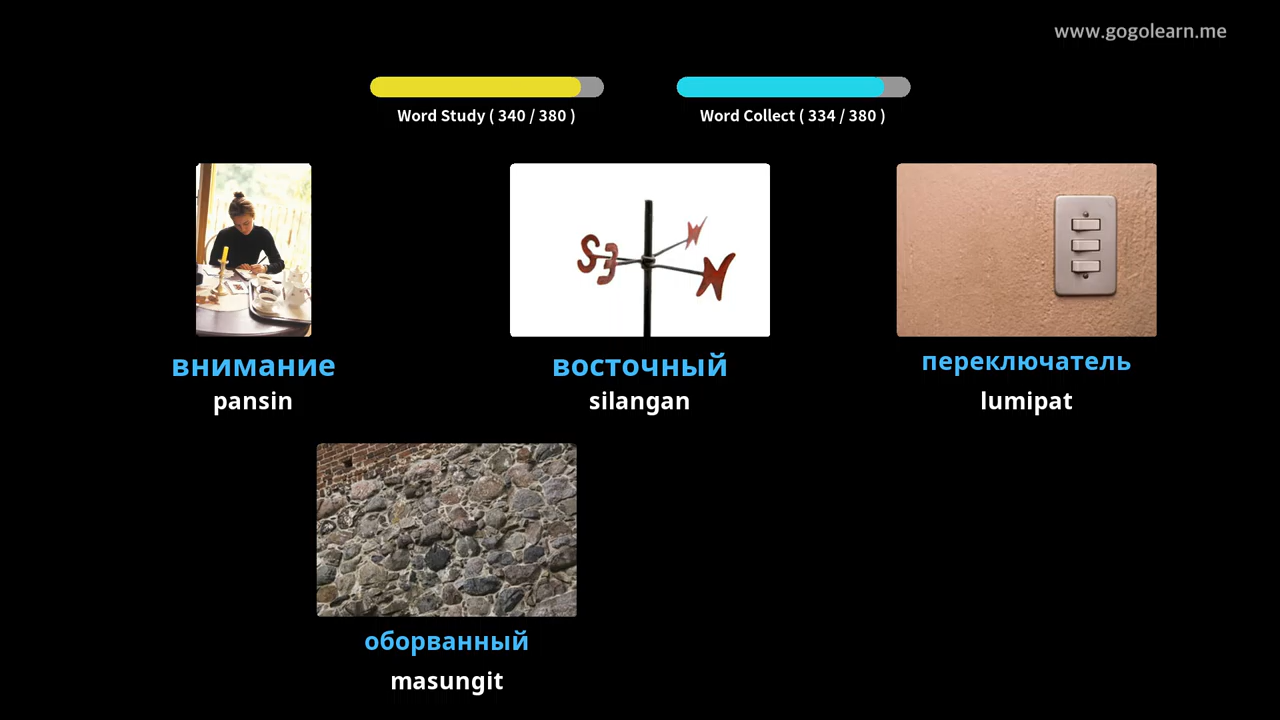 www.gogolearn.me
Word Study ( 340 / 380 )
Word Collect ( 334 / 380 )
S E N W
внимание
pansin
восточный
silangan
переключатель
lumipat
оборванный
masungit